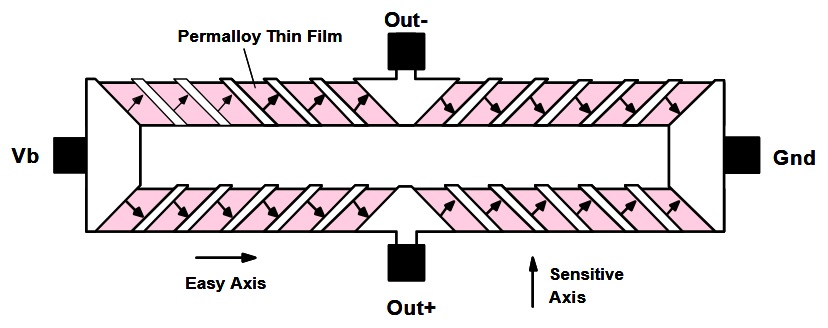 Out-
Permalloy Thin Film
Vb
Gnd
Easy Axis
Sensitive
Axis
Out+